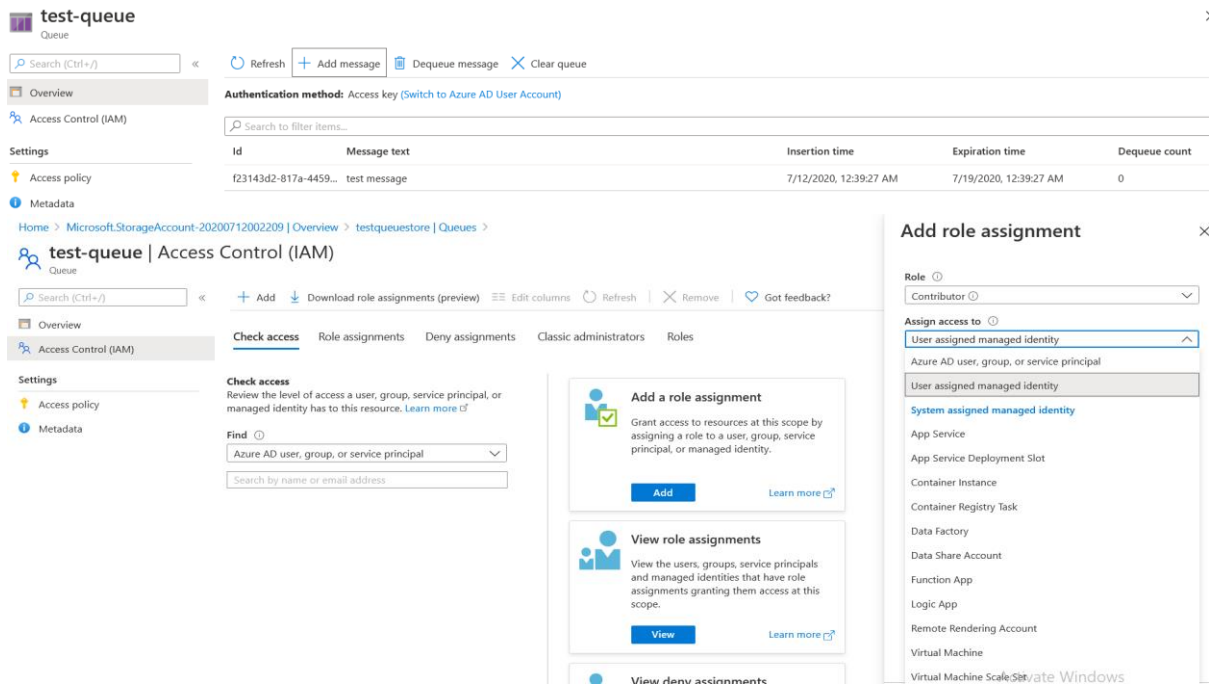 test-queue
Queue
Search (Ctrl+/)
«
Refresh
Add message
Dequeue message
Clear queue
Overview
Authentication method: Access key (Switch to Azure AD User Account)
Access Control (IAM)
Search to filter items...
Settings
Id Message text Insertion time Expiration time Dequeue count
Access policy
f23143d2-817a-4459... test message 7/12/2020, 12:39:27 AM 7/19/2020, 12:39:27 AM 0
Metadata
Home > Microsoft.StorageAccount-20200712002209 | Overview > testqueuestore | Queues >
test-queue | Access Control (IAM)
Queue
Search (Ctrl+/)
«
Add
Download role assignments (preview)
Edit columns
Refresh
Remove
Got feedback?
Overview
Access Control (IAM)
Settings
Access policy
Metadata
Check access Role assignments Deny assignments Classic administrators Roles
Check access
Review the level of access a user, group, service principal, or
managed identity has to this resource. Learn more
Find
Azure AD user, group, or service principal
Search by name or email address
Add a role assignment
Grant access to resources at this scope by
assigning a role to a user, group, service
principal, or managed identity.
Add Learn more
View role assignments
View the users, groups, service principals
and managed identities that have role
assignments granting them access at this
scope.
View Learn more
View deny assignments
Add role assignment
Role
Contributor
Assign access to
User assigned managed identity
Azure AD user, group, or service principal
User assigned managed identity
System assigned managed identity
App Service
App Service Deployment Slot
Container Instance
Container Registry Task
Data Factory
Data Share Account
Function App
Logic App
Remote Rendering Account
Virtual Machine
Virtual Machine Scale Set
Windows